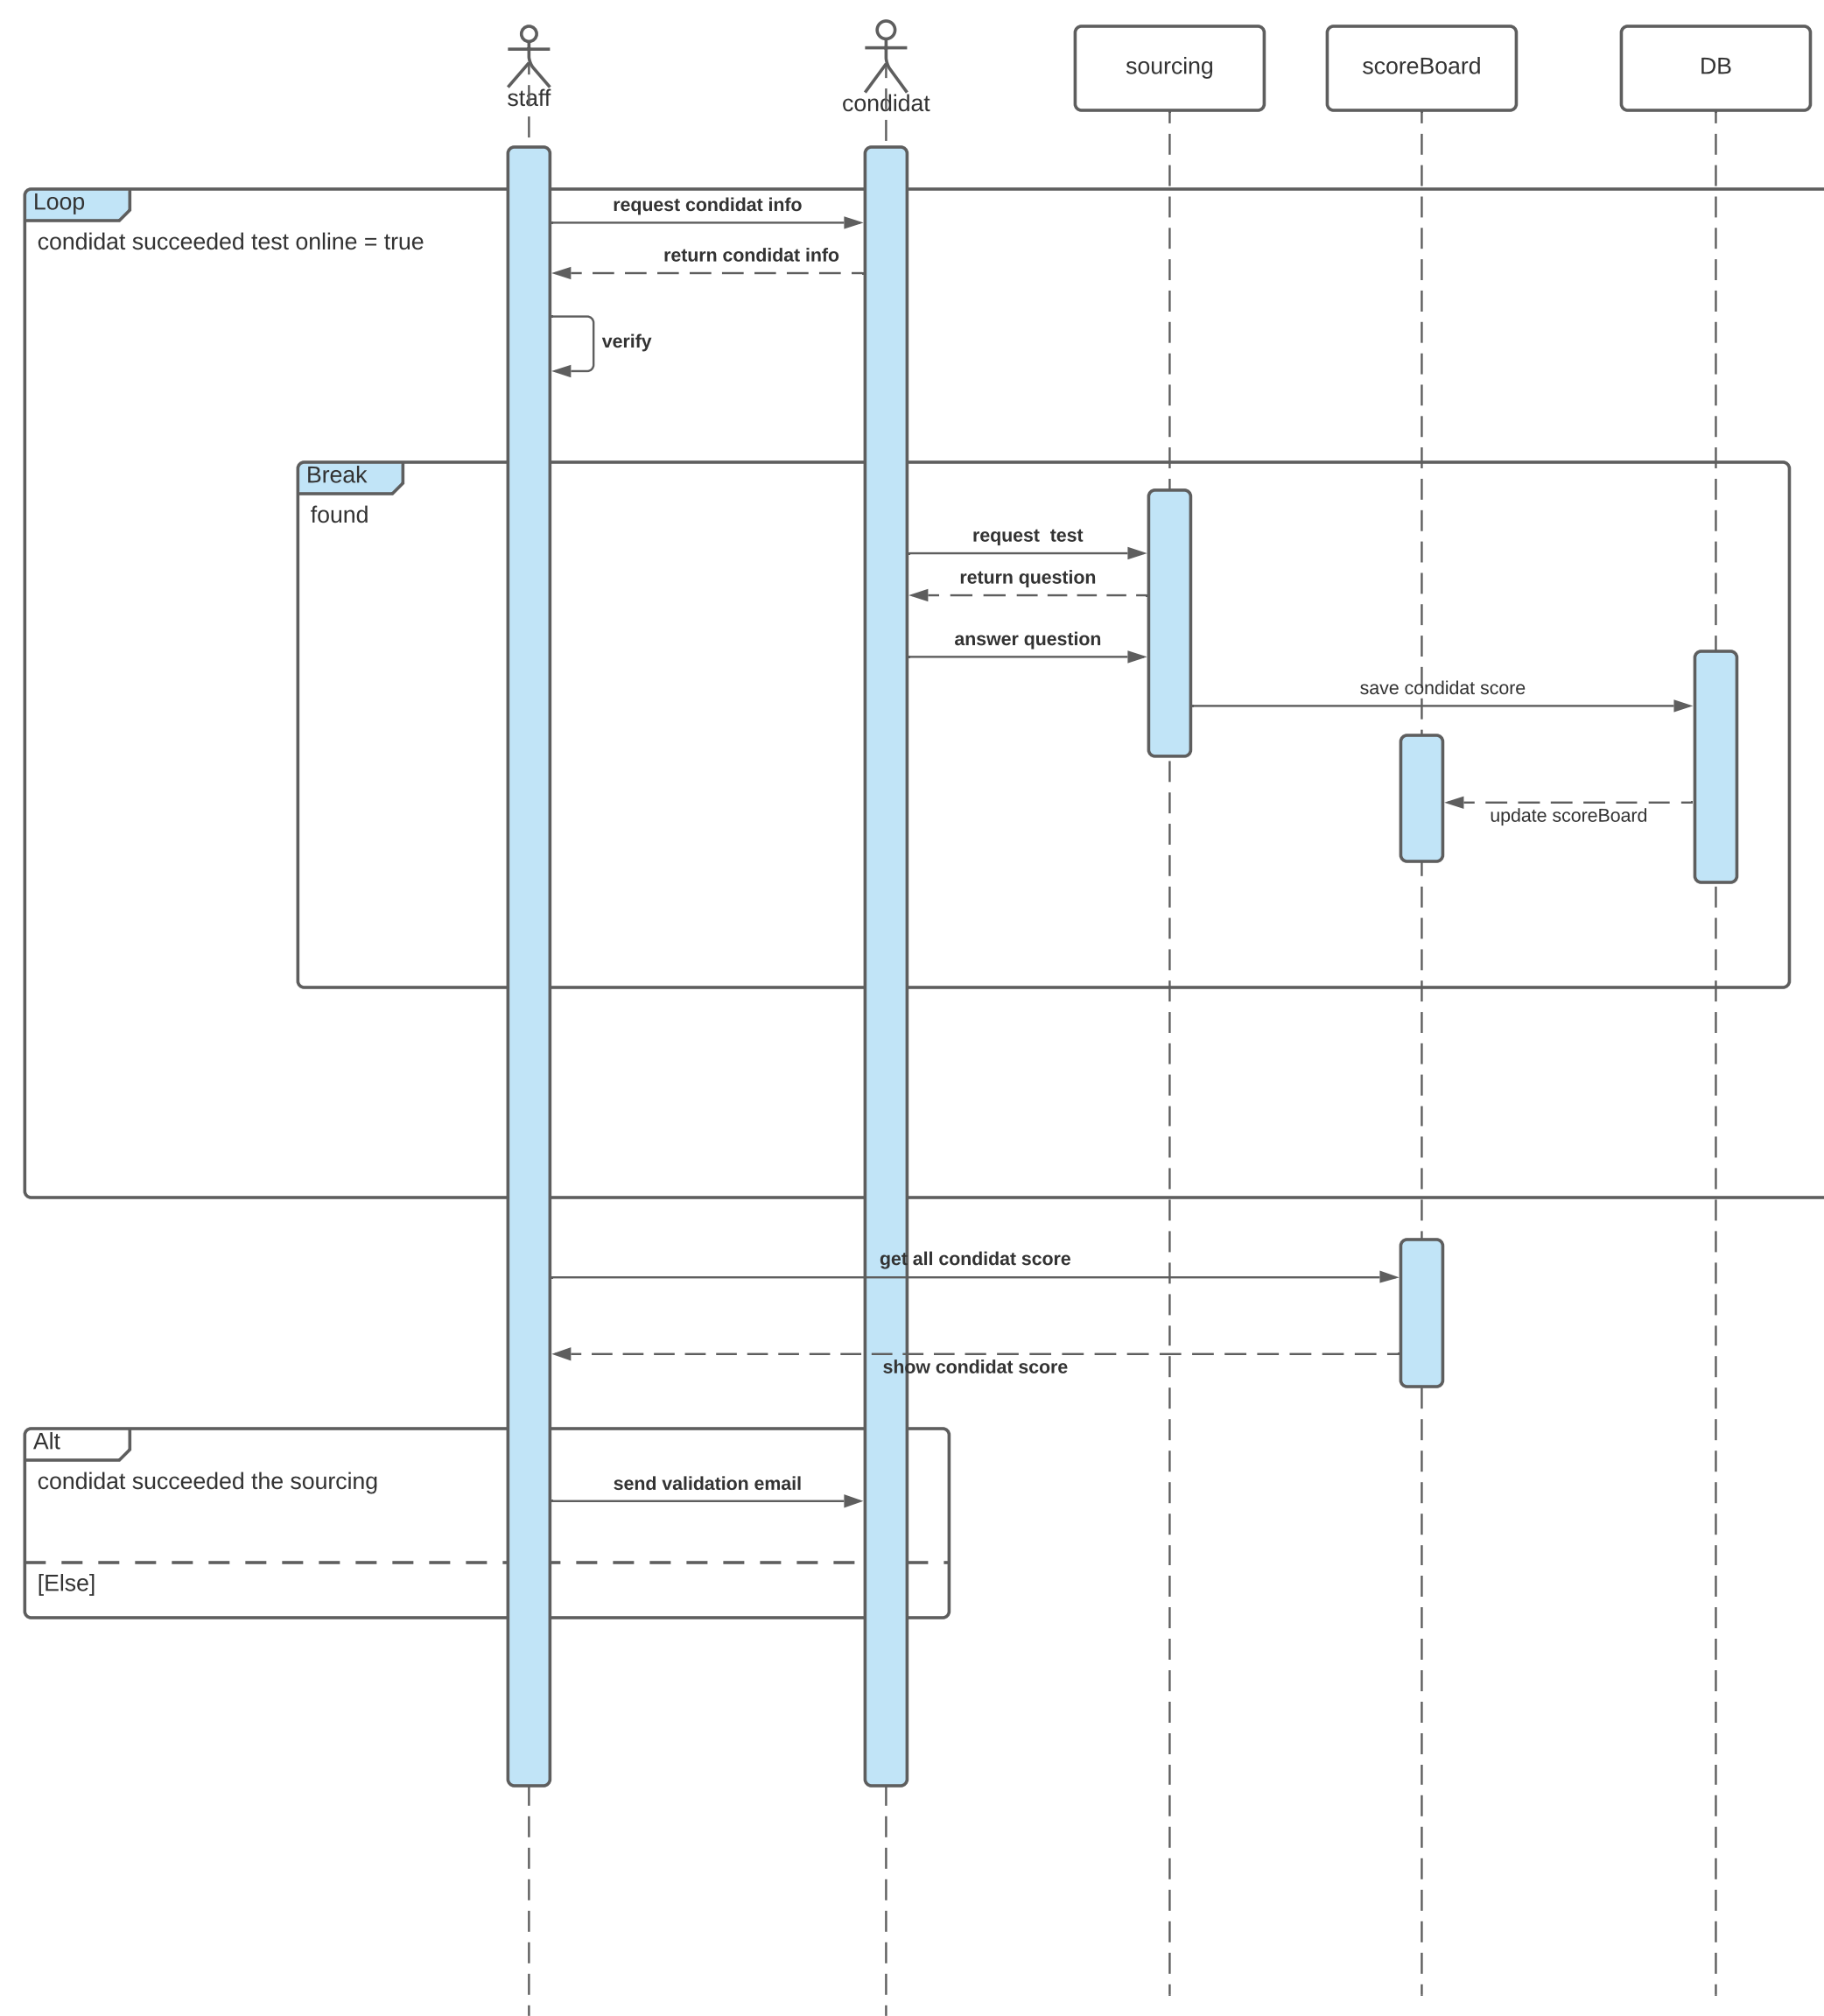 staff
condidat
sourcing
scoreBoard
DB
Loop
request condidat info
condidat succeeded test online = true
return condidat info
verify
Break
found
request  test
return question
answer question
save condidat score
update scoreBoard
get all condidat score
show condidat score
Alt
condidat succeeded the sourcing
send validation email
[Else]